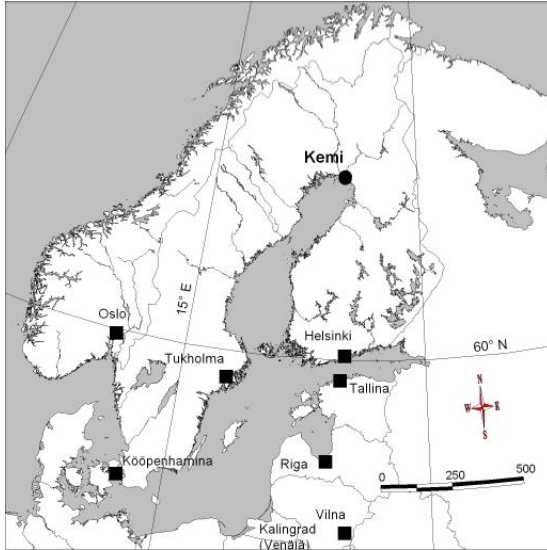 Kemi
15° E
Oslo
Helsinki
60° N
Tukholma
Tallina
N
W E
S
Kööpenhamina
Riga
0 250 500
Vilna
Kalingrad
(Venäjä)